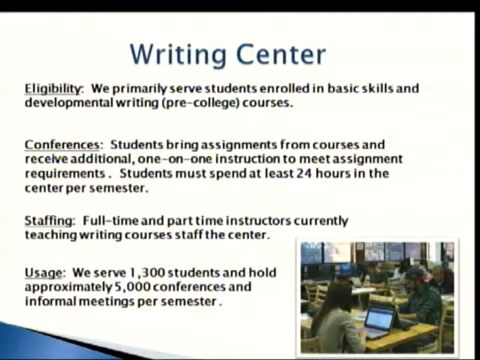 Writing Center
Eligibility:  We primarily serve students enrolled in basic skills and
developmental writing (pre-college) courses.
Conferences:  Students bring assignments from courses and
receive additional, one-on-one instruction to meet assignment
requirements .  Students must spend at least 24 hours in the
center per semester.
Staffing:  Full-time and part time instructors currently
teaching writing courses staff the center.
Usage:  We serve 1,300 students and hold
approximately 5,000 conferences and
informal meetings per semester .